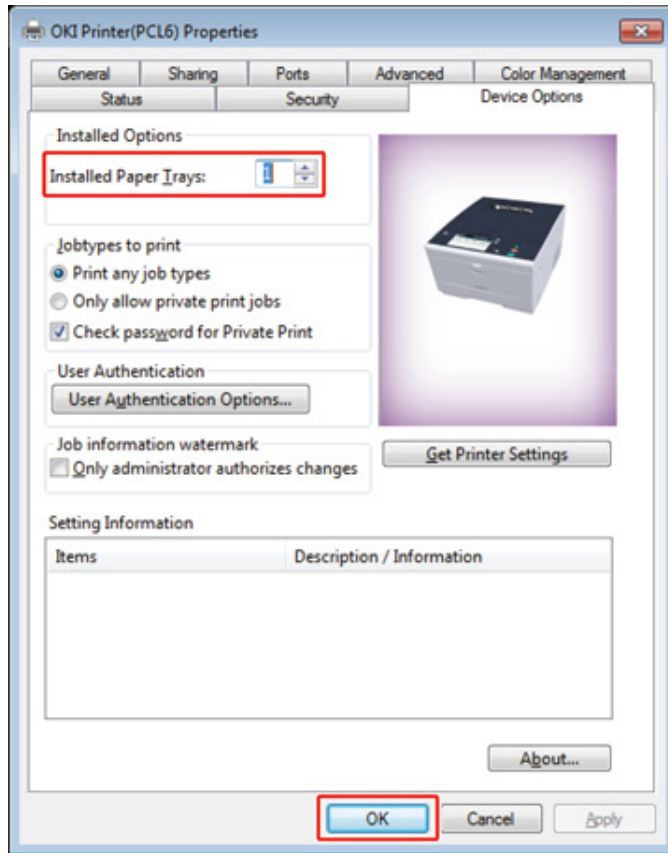 OKI Printer(PCL6) Properties
General Sharing Ports Advanced Color Management
Status Security Device Options
Installed Options
Installed Paper Trays: 1
Jobtypes to print
Print any job types
Only allow private print jobs
Check password for Private Print
User Authentication
User Authentication Options...
Job information watermark
Only administrator authorizes changes
Get Printer Settings
Setting Information
Items Description / Information
About...
OK Cancel Apply